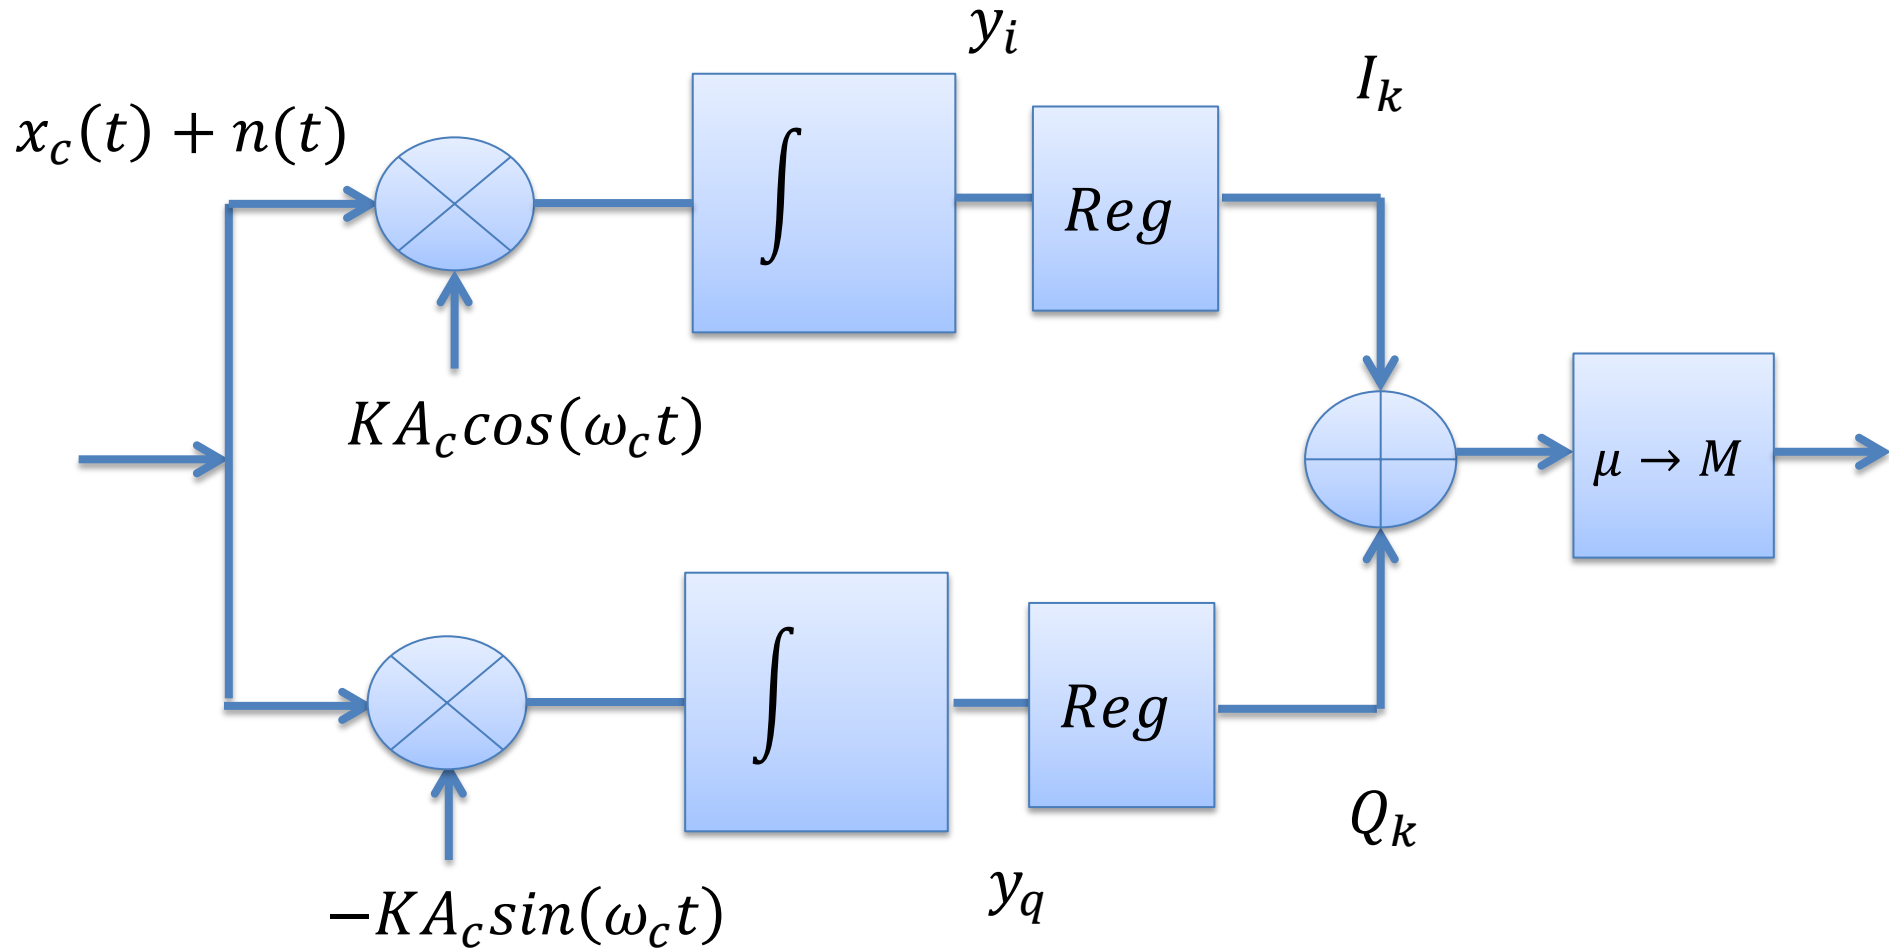 y_i
I_k
x_c(t) + n(t)
∫
Reg
KA_c cos(ω_c t)
μ → M
∫
Reg
Q_k
y_q
−KA_c sin(ω_c t)